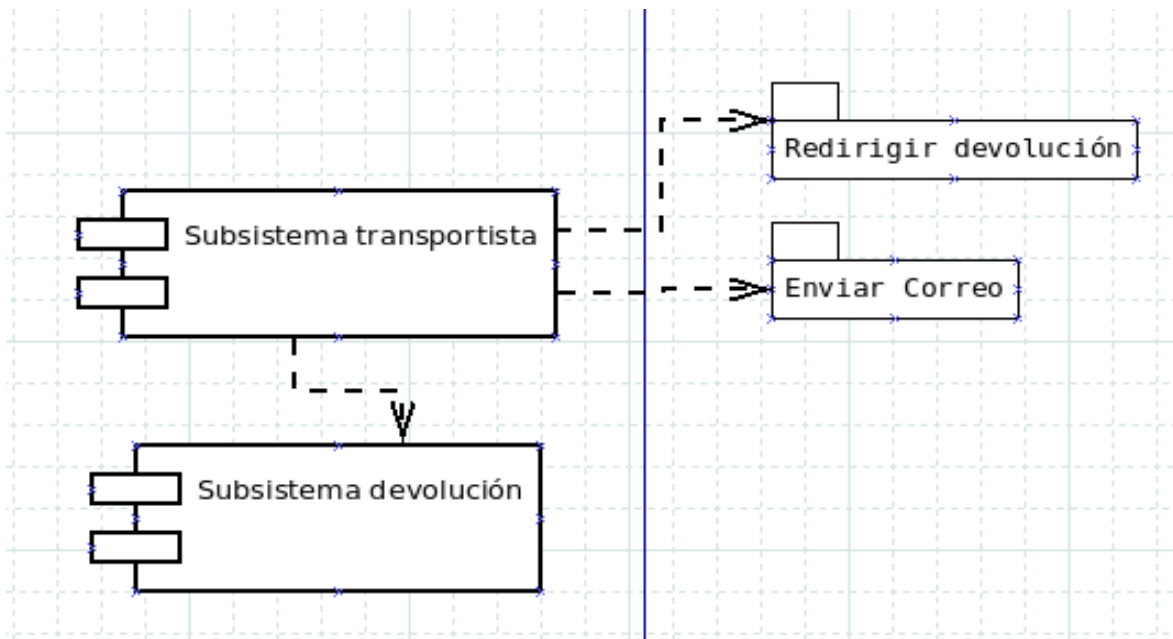 Redirigir devolución
Subsistema transportista
Enviar Correo
Subsistema devolución